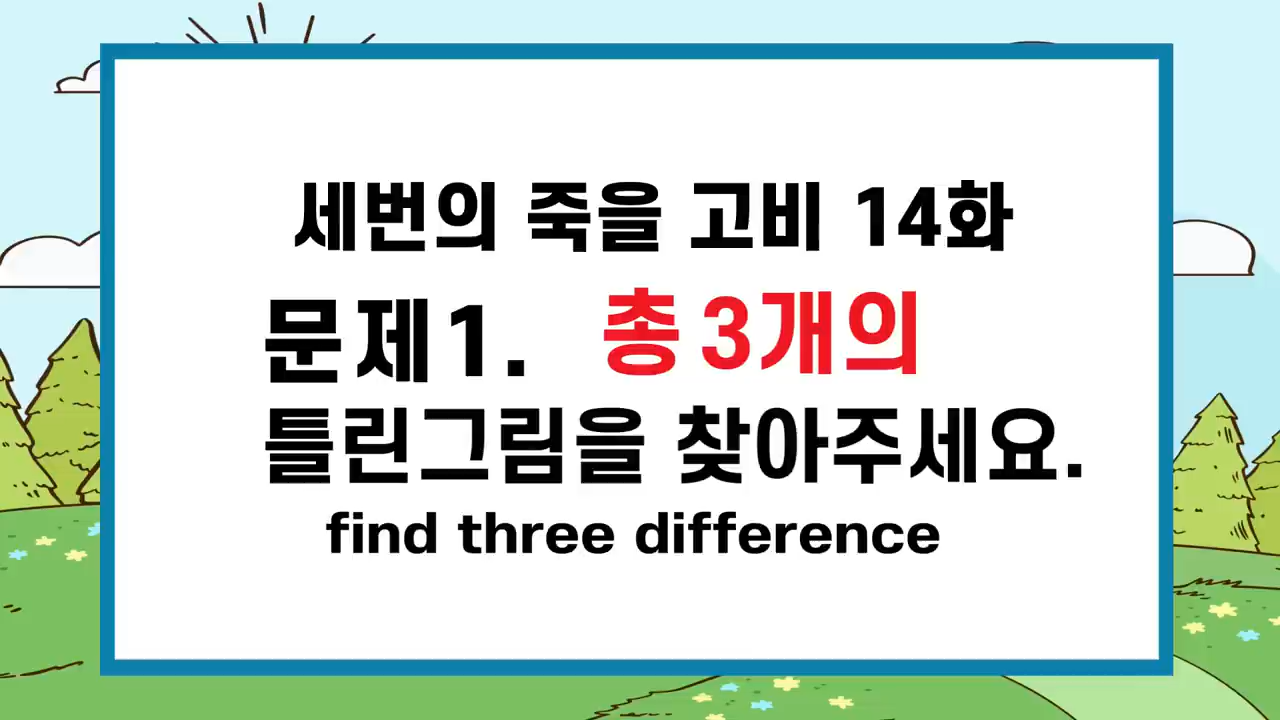 세번의 죽을 고비 14화
문제1. 총3개의
틀린그림을 찾아주세요.
find three difference